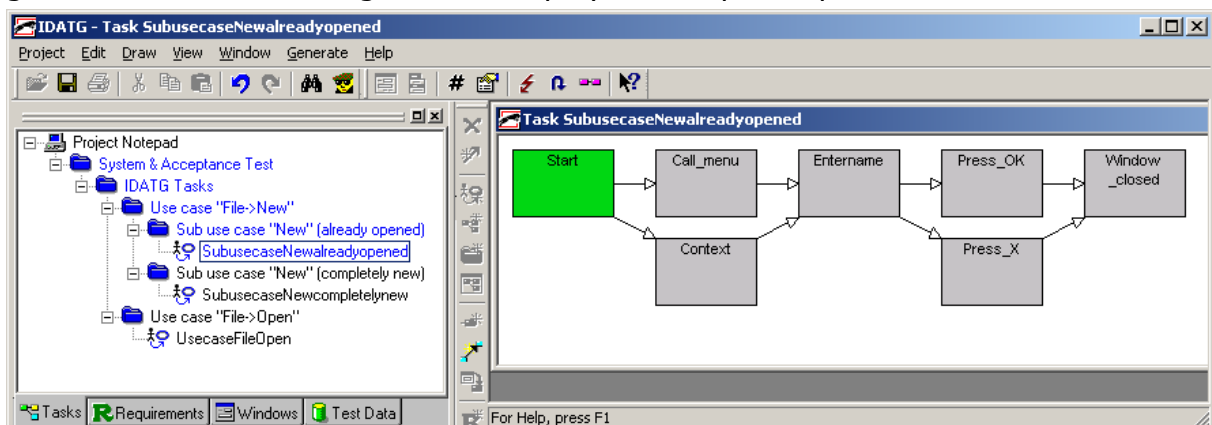 IDATG - Task SubusecaseNewalreadyopened
Project Edit Draw View Window Generate Help
Project Notepad
System & Acceptance Test
IDATG Tasks
Use case "File->New"
Sub use case "New" (already opened)
SubusecaseNewalreadyopened
Sub use case "New" (completely new)
SubusecaseNewcompletelynew
Use case "File->Open"
UsecaseFileOpen
Tasks Requirements Windows Test Data
Task SubusecaseNewalreadyopened
Start Call_menu Entername Press_OK Window
_closed
Context Press_X
For Help, press F1